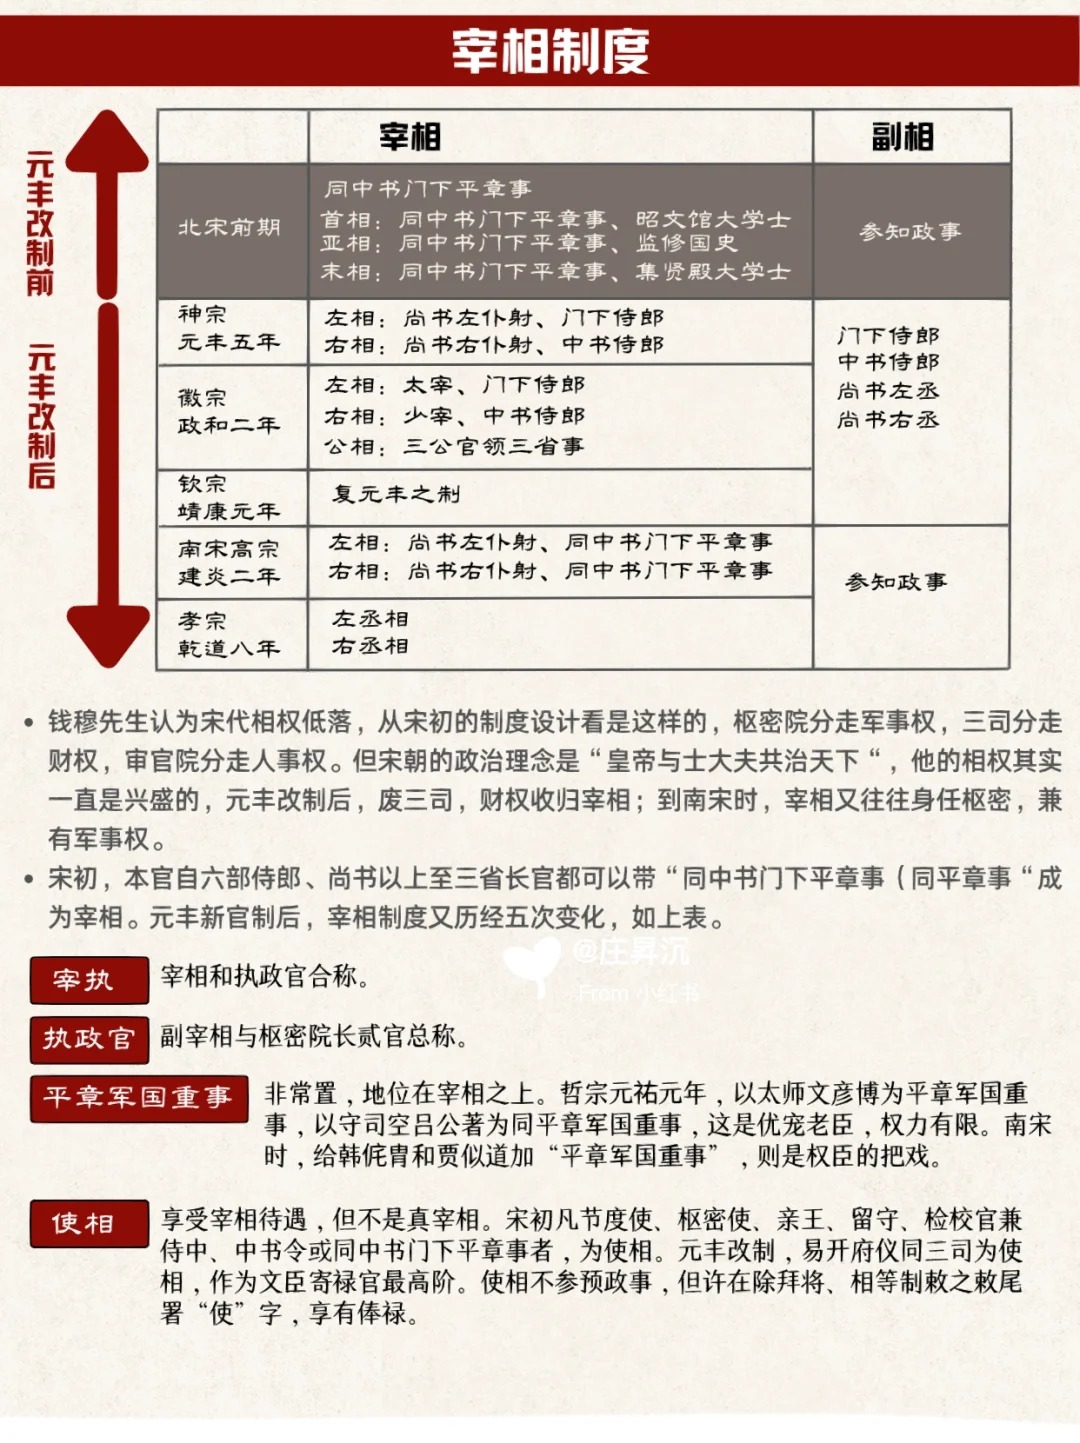 宰相制度
元丰改制前
元丰改制后
宰相
副相
北宋前期
同中书门下平章事
首相：同中书门下平章事、昭文馆大学士
亚相：同中书门下平章事、监修国史
末相：同中书门下平章事、集贤殿大学士
参知政事
神宗
元丰五年
左相：尚书左仆射、门下侍郎
右相：尚书右仆射、中书侍郎
门下侍郎
中书侍郎
尚书左丞
尚书右丞
徽宗
政和二年
左相：太宰、门下侍郎
右相：少宰、中书侍郎
公相：三公官领三省事
钦宗
靖康元年
复元丰之制
南宋高宗
建炎二年
左相：尚书左仆射、同中书门下平章事
右相：尚书右仆射、同中书门下平章事
参知政事
孝宗
乾道八年
左丞相
右丞相
• 钱穆先生认为宋代相权低落，从宋初的制度设计看是这样的，枢密院分走军事权，三司分走
财权，审官院分走人事权。但宋朝的政治理念是“皇帝与士大夫共治天下“，他的相权其实
一直是兴盛的，元丰改制后，废三司，财权收归宰相；到南宋时，宰相又往往身任枢密，兼
有军事权。
• 宋初，本官自六部侍郎、尚书以上至三省长官都可以带“同中书门下平章事（同平章事“成
为宰相。元丰新官制后，宰相制度又历经五次变化，如上表。
@庄昇沉
From 小红书
宰执
宰相和执政官合称。
执政官
副宰相与枢密院长贰官总称。
平章军国重事
非常置，地位在宰相之上。哲宗元祐元年，以太师文彦博为平章军国重
事，以守司空吕公著为同平章军国重事，这是优宠老臣，权力有限。南宋
时，给韩侂胄和贾似道加“平章军国重事”，则是权臣的把戏。
使相
享受宰相待遇，但不是真宰相。宋初凡节度使、枢密使、亲王、留守、检校官兼
侍中、中书令或同中书门下平章事者，为使相。元丰改制，易开府仪同三司为使
相，作为文臣寄禄官最高阶。使相不参预政事，但许在除拜将、相等制敕之敕尾
署“使”字，享有俸禄。